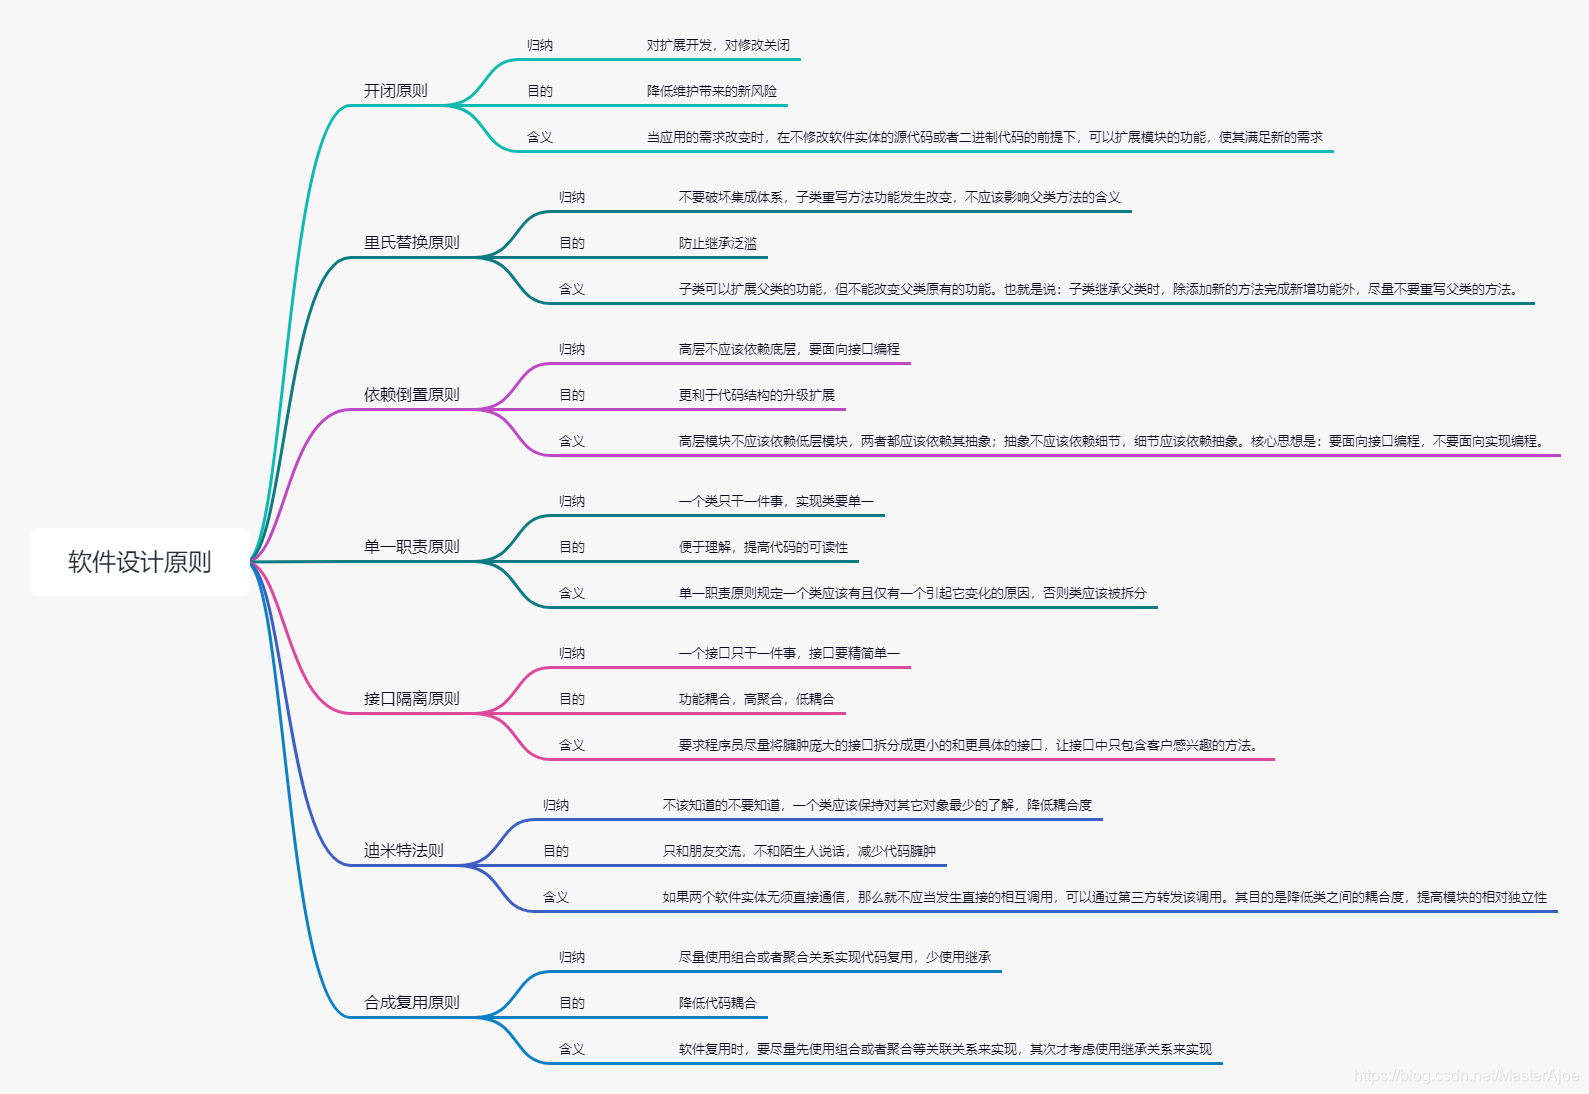 软件设计原则
开闭原则
归纳 对扩展开发，对修改关闭
目的 降低维护带来的新风险
含义 当应用的需求改变时，在不修改软件实体的源代码或者二进制代码的前提下，可以扩展模块的功能，使其满足新的需求
里氏替换原则
归纳 不要破坏集成体系，子类重写方法功能发生改变，不应该影响父类方法的含义
目的 防止继承泛滥
含义 子类可以扩展父类的功能，但不能改变父类原有的功能。也就是说：子类继承父类时，除添加新的方法完成新增功能外，尽量不要重写父类的方法。
依赖倒置原则
归纳 高层不应该依赖底层，要面向接口编程
目的 更利于代码结构的升级扩展
含义 高层模块不应该依赖低层模块，两者都应该依赖其抽象；抽象不应该依赖细节，细节应该依赖抽象。核心思想是：要面向接口编程，不要面向实现编程。
单一职责原则
归纳 一个类只干一件事，实现类要单一
目的 便于理解，提高代码的可读性
含义 单一职责原则规定一个类应该有且仅有一个引起它变化的原因，否则类应该被拆分
接口隔离原则
归纳 一个接口只干一件事，接口要精简单一
目的 功能耦合，高聚合，低耦合
含义 要求程序员尽量将臃肿庞大的接口拆分成更小的和更具体的接口，让接口中只包含客户感兴趣的方法。
迪米特法则
归纳 不该知道的不要知道，一个类应该保持对其它对象最少的了解，降低耦合度
目的 只和朋友交流，不和陌生人说话，减少代码臃肿
含义 如果两个软件实体无须直接通信，那么就不应当发生直接的相互调用，可以通过第三方转发该调用。其目的是降低类之间的耦合度，提高模块的相对独立性
合成复用原则
归纳 尽量使用组合或者聚合关系实现代码复用，少使用继承
目的 降低代码耦合
含义 软件复用时，要尽量先使用组合或者聚合等关联关系来实现，其次才考虑使用继承关系来实现
https://blog.csdn.net/MasterAjoe